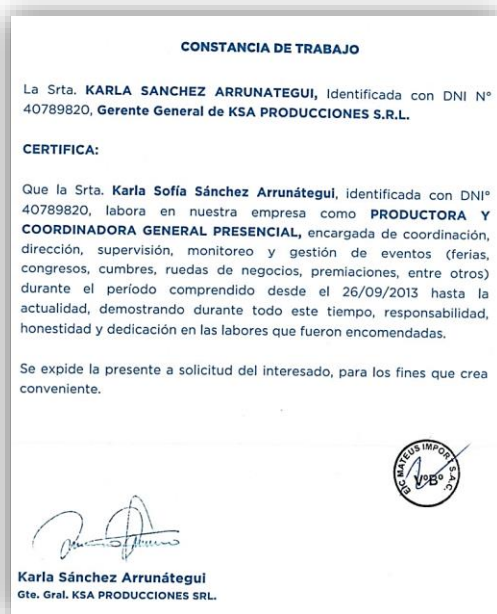 CONSTANCIA DE TRABAJO
La Srta. KARLA SANCHEZ ARRUNATEGUI, Identificada con DNI N°
40789820, Gerente General de KSA PRODUCCIONES S.R.L.
CERTIFICA:
Que la Srta. Karla Sofía Sánchez Arrunátegui, identificada con DNI°
40789820, labora en nuestra empresa como PRODUCTORA Y
COORDINADORA GENERAL PRESENCIAL, encargada de coordinación,
dirección, supervisión, monitoreo y gestión de eventos (ferias,
congresos, cumbres, ruedas de negocios, premiaciones, entre otros)
durante el período comprendido desde el 26/09/2013 hasta la
actualidad, demostrando durante todo este tiempo, responsabilidad,
honestidad y dedicación en las labores que fueron encomendadas.
Se expide la presente a solicitud del interesado, para los fines que crea
conveniente.
EIC MATEUS IMPORT S.A.C.
V°B°
Karla Sánchez Arrunátegui
Gte. Gral. KSA PRODUCCIONES SRL.